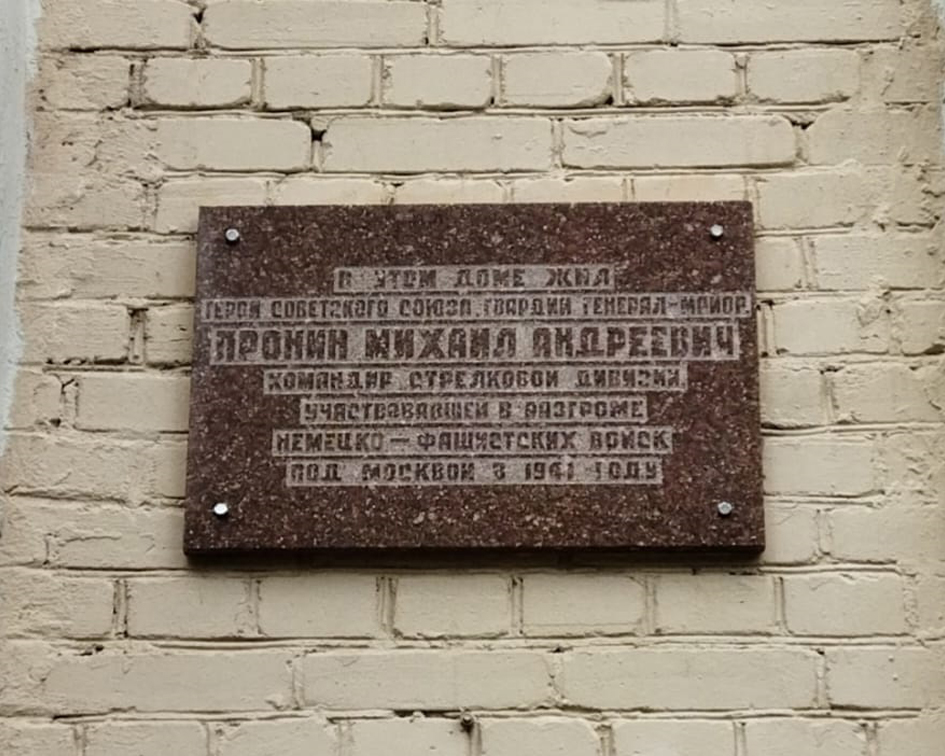 В ЭТОМ ДОМЕ ЖИЛ
ГЕРОЙ СОВЕТСКОГО СОЮЗА, ГВАРДИИ ГЕНЕРАЛ-МАЙОР
ПРОНИН МИХАИЛ АНДРЕЕВИЧ
КОМАНДИР СТРЕЛКОВОЙ ДИВИЗИИ,
УЧАСТВОВАВШЕЙ В РАЗГРОМЕ
НЕМЕЦКО — ФАШИСТСКИХ ВОЙСК
ПОД МОСКВОЙ В 1941 ГОДУ